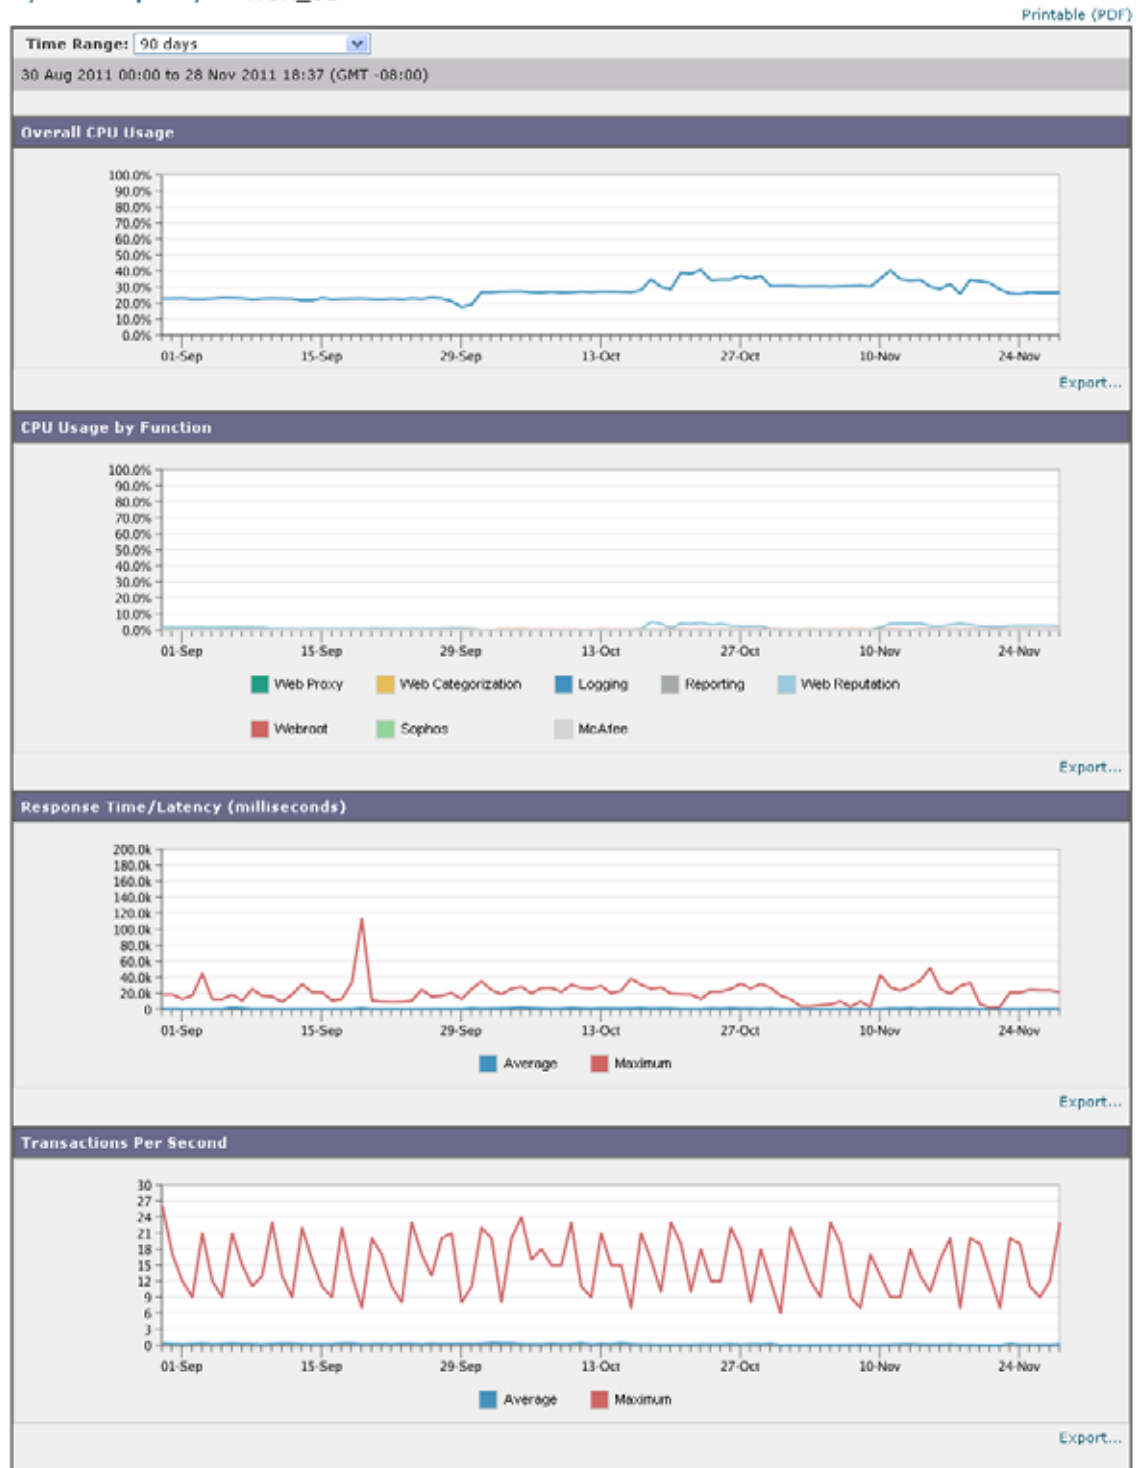 Printable (PDF)
Time Range: 90 days
30 Aug 2011 00:00 to 28 Nov 2011 18:37 (GMT -08:00)
Overall CPU Usage
100.0%
90.0%
80.0%
70.0%
60.0%
50.0%
40.0%
30.0%
20.0%
10.0%
0.0%
01-Sep 15-Sep 29-Sep 13-Oct 27-Oct 10-Nov 24-Nov
Export...
CPU Usage by Function
100.0%
90.0%
80.0%
70.0%
60.0%
50.0%
40.0%
30.0%
20.0%
10.0%
0.0%
01-Sep 15-Sep 29-Sep 13-Oct 27-Oct 10-Nov 24-Nov
Web Proxy Web Categorization Logging Reporting Web Reputation
Webroot Sophos McAfee
Export...
Response Time/Latency (milliseconds)
200.0k
180.0k
160.0k
140.0k
120.0k
100.0k
80.0k
60.0k
40.0k
20.0k
0
01-Sep 15-Sep 29-Sep 13-Oct 27-Oct 10-Nov 24-Nov
Average Maximum
Export...
Transactions Per Second
30
27
24
21
18
15
12
9
6
3
0
01-Sep 15-Sep 29-Sep 13-Oct 27-Oct 10-Nov 24-Nov
Average Maximum
Export...